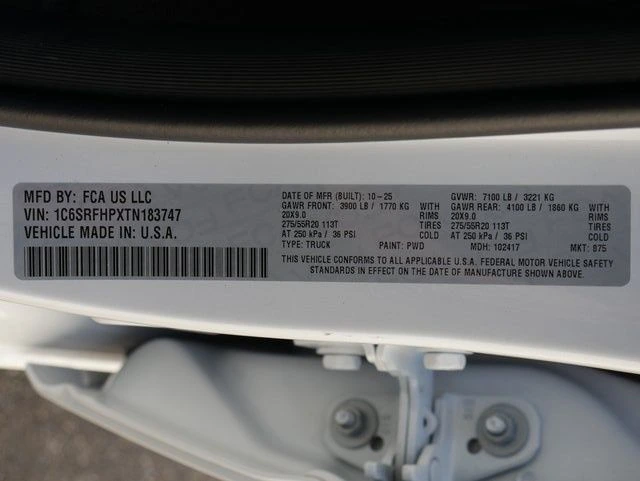 MFD BY: FCA US LLC
VIN: 1C6SRFHPXTN183747
VEHICLE MADE IN: U.S.A.
DATE OF MFR (BUILT): 10-25 GVWR: 7100 LB / 3221 KG
GAWR FRONT: 3900 LB / 1770 KG WITH GAWR REAR: 4100 LB / 1860 KG WITH
20X9.0 RIMS 20X9.0 RIMS
275/55R20 113T TIRES 275/55R20 113T TIRES
AT 250 kPa / 36 PSI COLD AT 250 kPa / 36 PSI COLD
TYPE: TRUCK PAINT: PWD MDH: 102417 MKT: 875
THIS VEHICLE CONFORMS TO ALL APPLICABLE U.S.A. FEDERAL MOTOR VEHICLE SAFETY
STANDARDS IN EFFECT ON THE DATE OF MANUFACTURE SHOWN ABOVE.